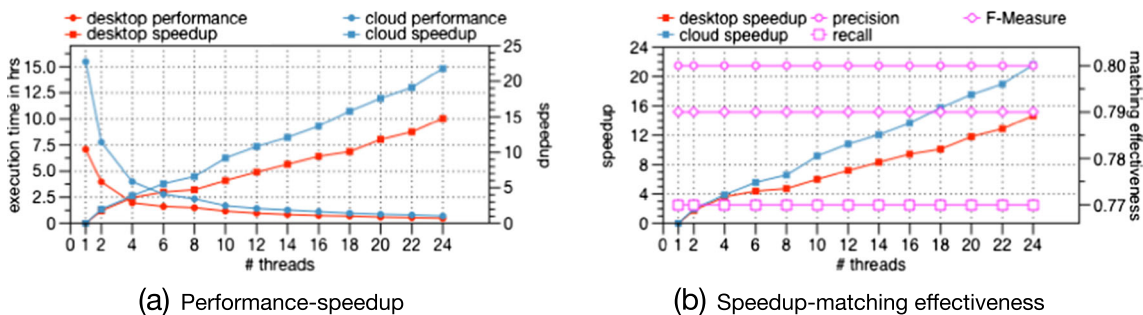 desktop performance
cloud performance
desktop speedup
cloud speedup
execution time in hrs
15.0
12.5
10.0
7.5
5.0
2.5
0
25
20
15
10
5
0
speedup
0 1 2 4 6 8 10 12 14 16 18 20 22 24
# threads
(a) Performance-speedup
desktop speedup
precision
F-Measure
cloud speedup
recall
speedup
24
20
16
12
8
4
0
0.80
0.79
0.78
0.77
matching effectiveness
0 1 2 4 6 8 10 12 14 16 18 20 22 24
# threads
(b) Speedup-matching effectiveness